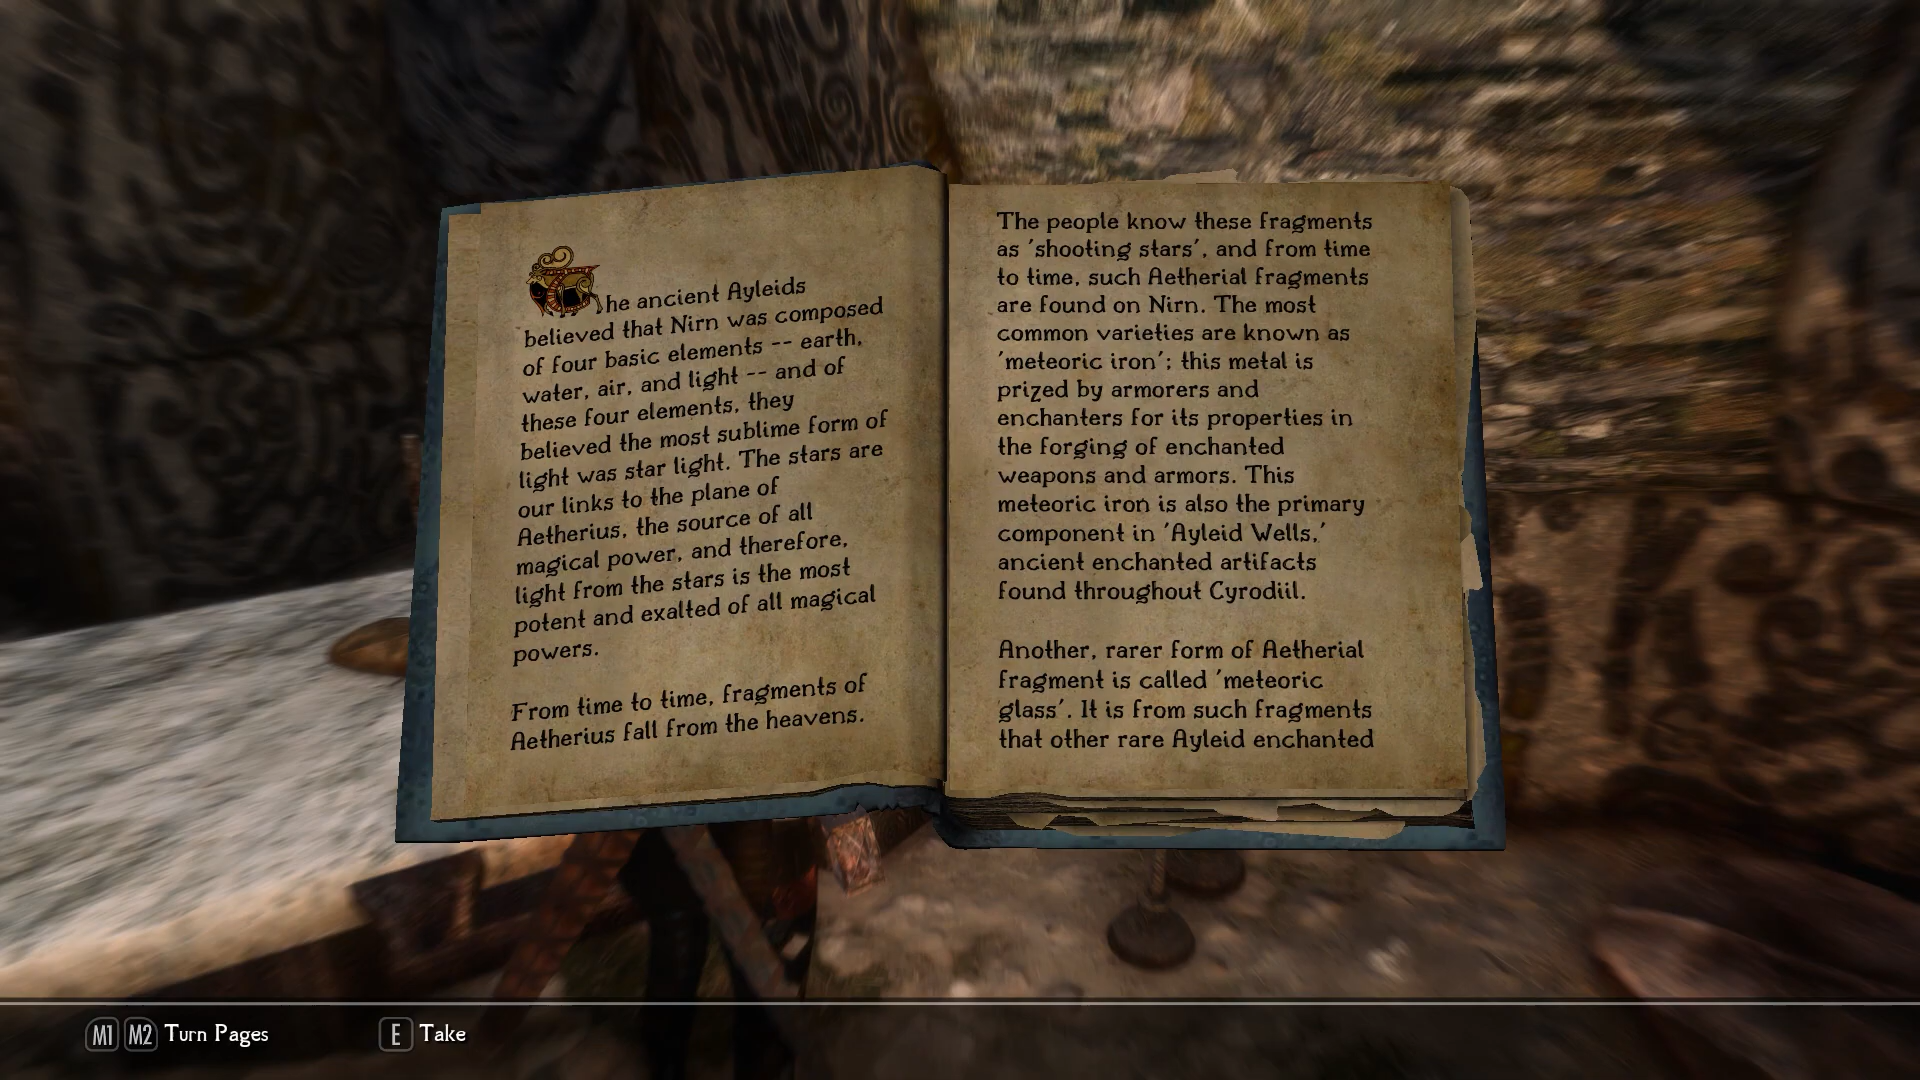 The ancient Ayleids
believed that Nirn was composed
of four basic elements -- earth,
water, air, and light -- and of
these four elements, they
believed the most sublime form of
light was star light. The stars are
our links to the plane of
Aetherius, the source of all
magical power, and therefore,
light from the stars is the most
potent and exalted of all magical
powers.
From time to time, fragments of
Aetherius fall from the heavens.
The people know these fragments
as 'shooting stars', and from time
to time, such Aetherial fragments
are found on Nirn. The most
common varieties are known as
'meteoric iron'; this metal is
prized by armorers and
enchanters for its properties in
the forging of enchanted
weapons and armors. This
meteoric iron is also the primary
component in 'Ayleid Wells,'
ancient enchanted artifacts
found throughout Cyrodiil.
Another, rarer form of Aetherial
fragment is called 'meteoric
glass'. It is from such fragments
that other rare Ayleid enchanted
M1 M2 Turn Pages
E Take